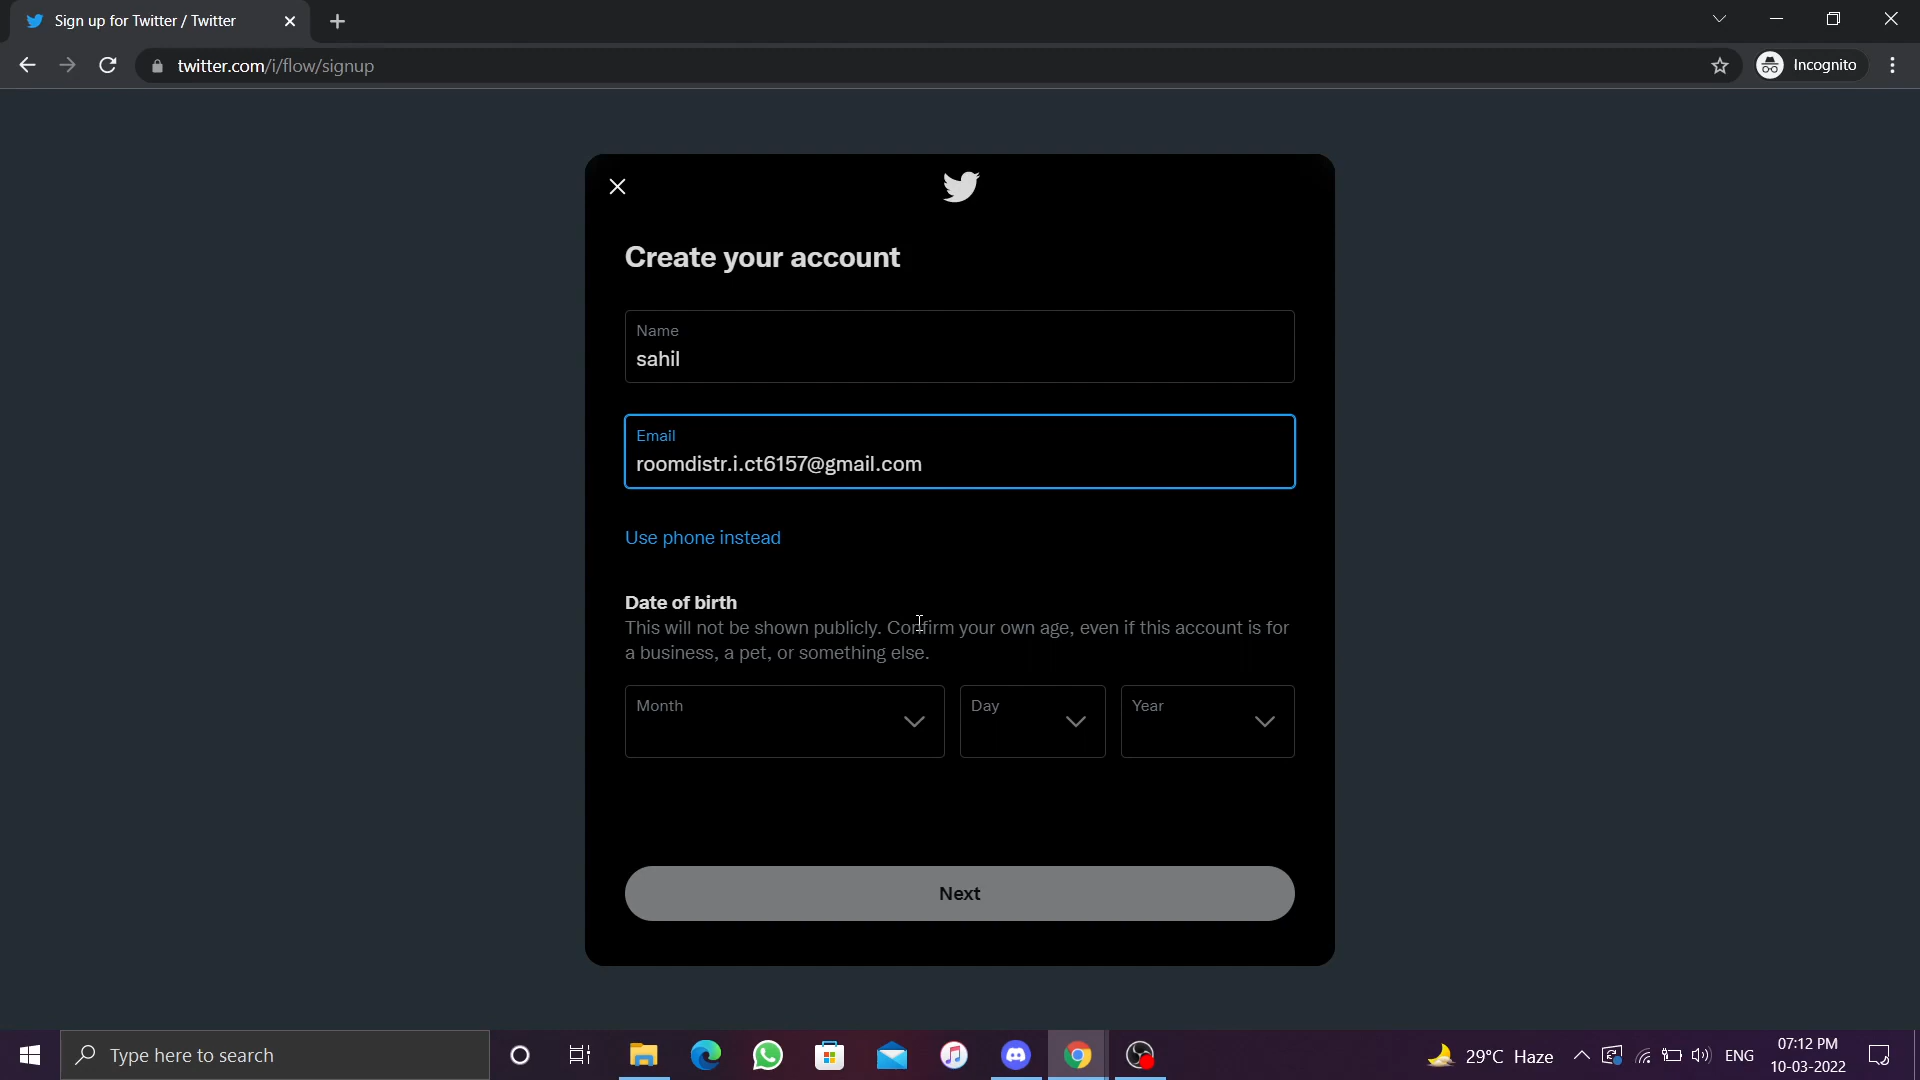 Sign up for Twitter / Twitter
twitter.com/i/flow/signup
Incognito
Create your account
Name
sahil
Email
roomdistr.i.ct6157@gmail.com
Use phone instead
Date of birth
This will not be shown publicly. Confirm your own age, even if this account is for
a business, a pet, or something else.
Month
Day
Year
Next
Type here to search
29°C Haze
ENG
07:12 PM
10-03-2022